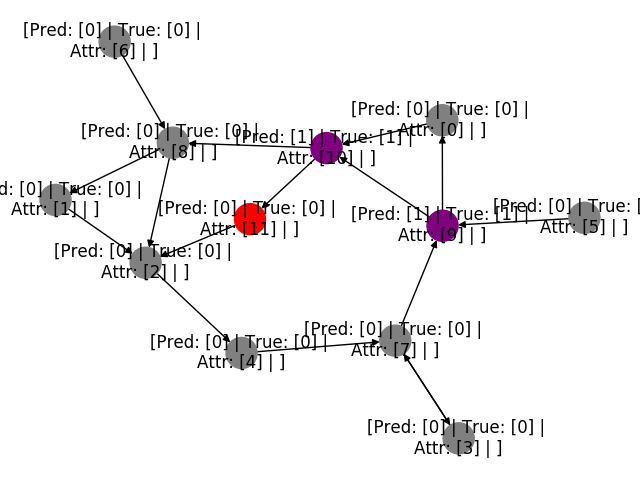 [Pred: [0] | True: [0] |
Attr: [6] | ]
[Pred: [0] | True: [0] |
Attr: [0] | ]
[Pred: [0] | True: [0] |
Attr: [8] | ]
[Pred: [1] | True: [1] |
Attr: [10] | ]
d: [0] | True: [0] |
Attr: [1] | ]
[Pred: [0] | True: [0] |
Attr: [11] | ]
[Pred: [1] | True: [1] |
Attr: [9] | ]
[Pred: [0] | True: [
Attr: [5] | ]
[Pred: [0] | True: [0] |
Attr: [2] | ]
[Pred: [0] | True: [0] |
Attr: [4] | ]
[Pred: [0] | True: [0] |
Attr: [7] | ]
[Pred: [0] | True: [0] |
Attr: [3] | ]